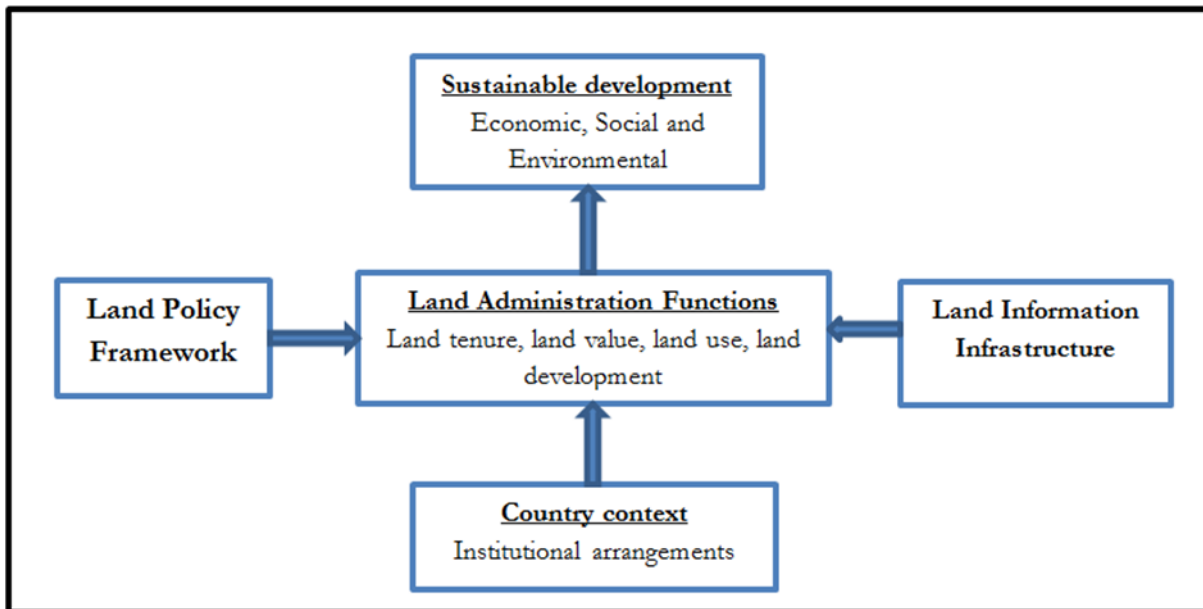 Sustainable development
Economic, Social and
Environmental
Land Policy
Framework
Land Administration Functions
Land tenure, land value, land use, land
development
Land Information
Infrastructure
Country context
Institutional arrangements